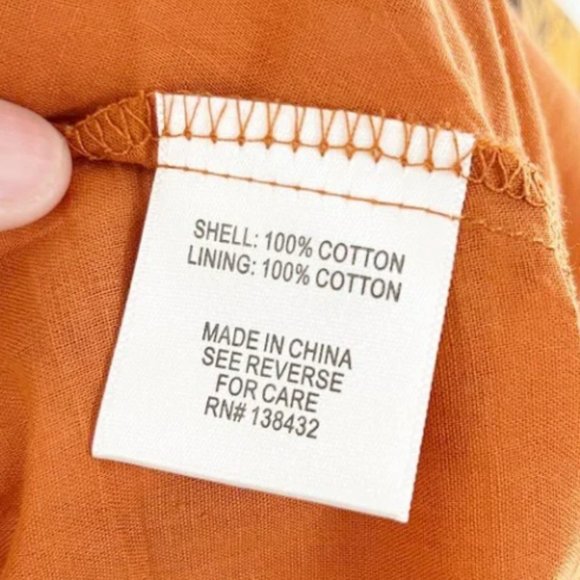 SHELL: 100% COTTON
LINING: 100% COTTON
MADE IN CHINA
SEE REVERSE
FOR CARE
RN# 138432